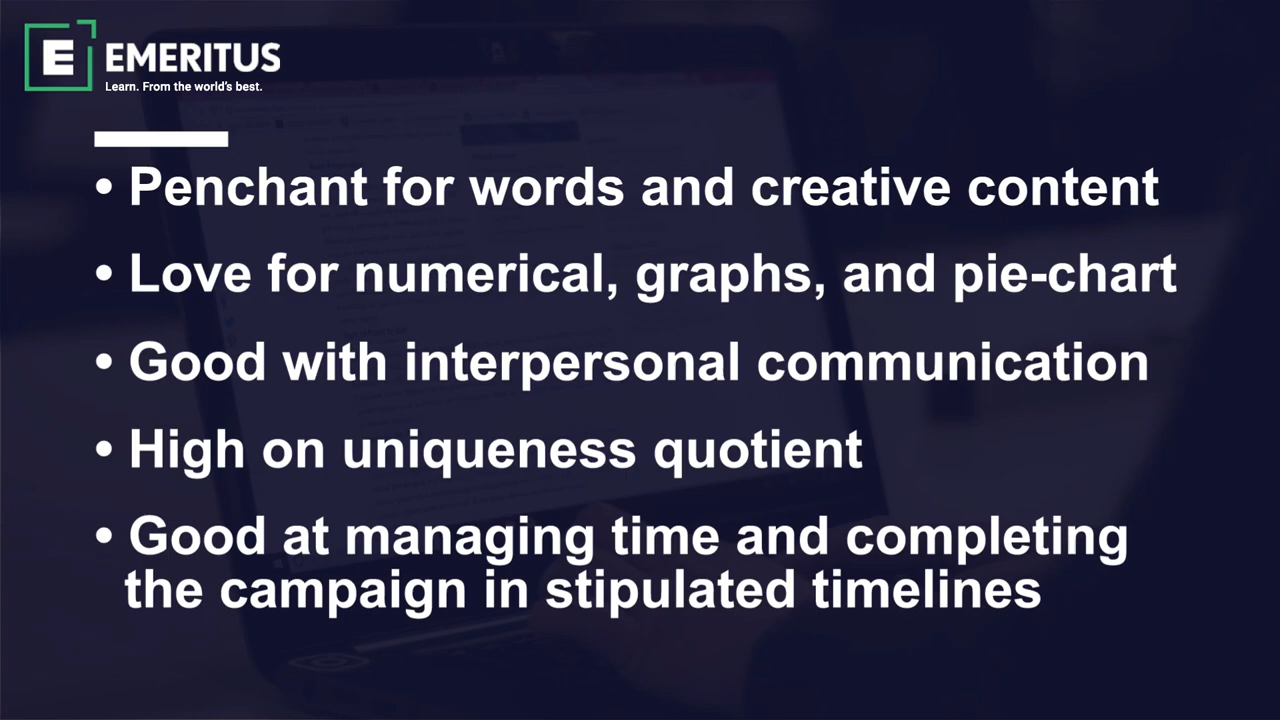 E EMERITUS
Learn. From the world's best.
• Penchant for words and creative content
• Love for numerical, graphs, and pie-chart
• Good with interpersonal communication
• High on uniqueness quotient
• Good at managing time and completing
the campaign in stipulated timelines